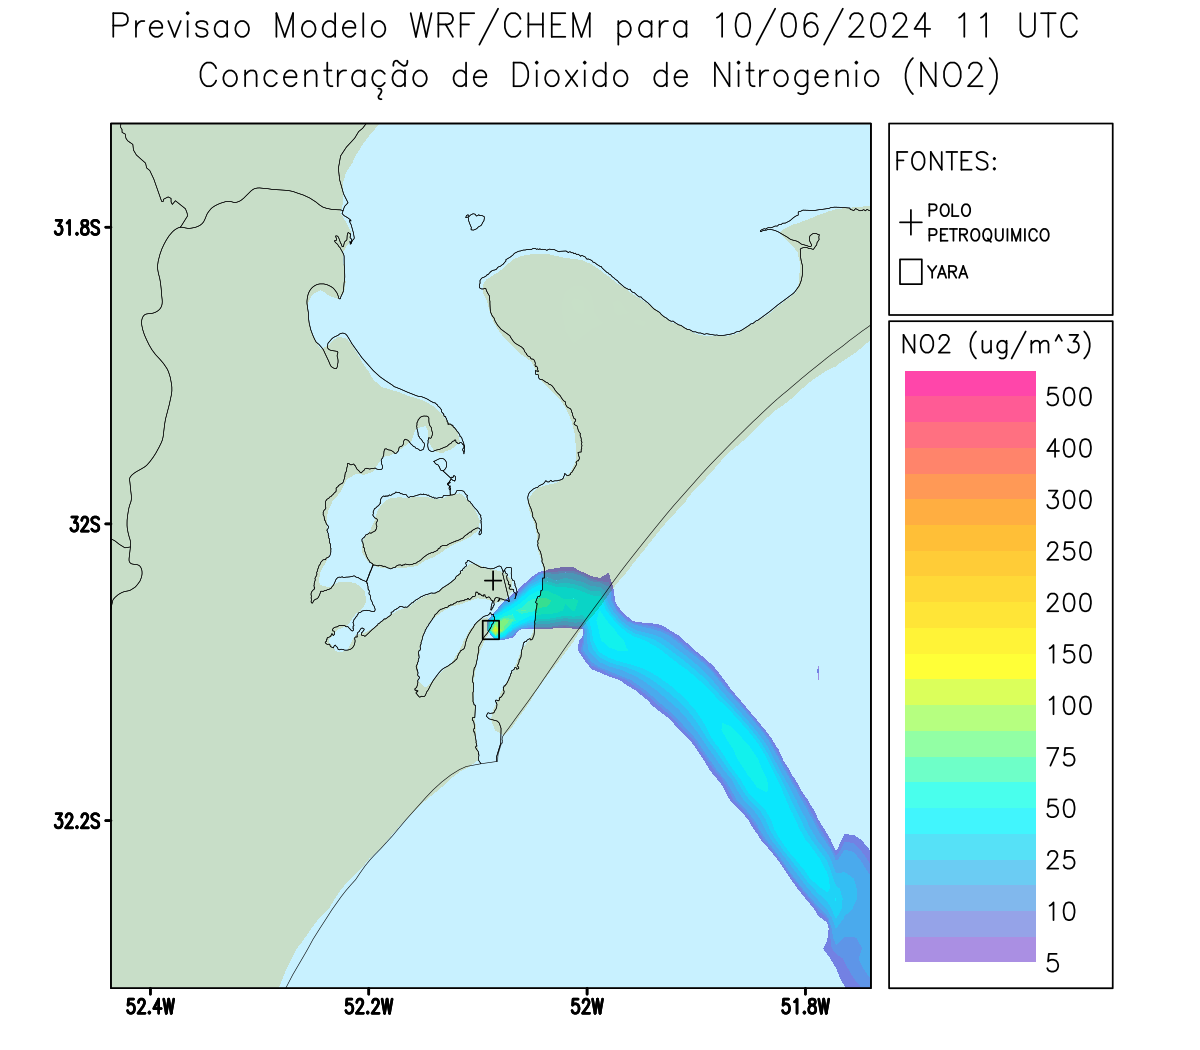 Previsao Modelo WRF/CHEM para 10/06/2024 11 UTC
Concentração de Dioxido de Nitrogenio (NO2)
FONTES:
POLO
PETROQUIMICO
YARA
NO2 (ug/m^3)
500
400
300
250
200
150
100
75
50
25
10
5
31.8S
32S
32.2S
52.4W
52.2W
52W
51.8W